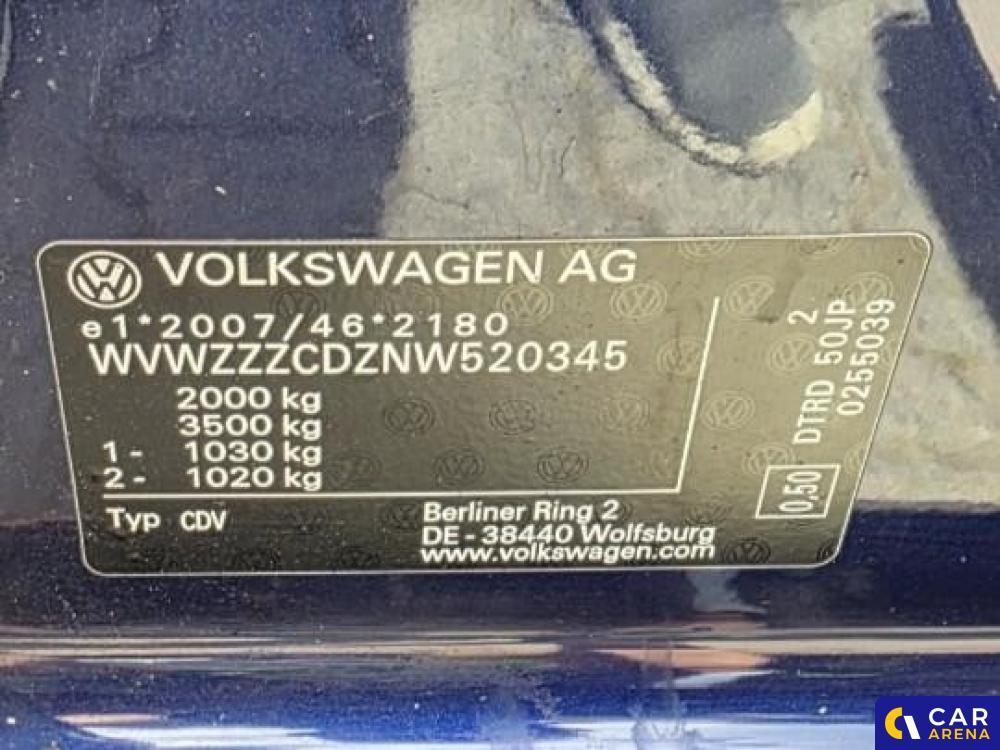 VOLKSWAGEN AG
e1*2007/46*2180
WVWZZZCDZNW520345
2000 kg
3500 kg
1- 1030 kg
2- 1020 kg
Typ CDV
Berliner Ring 2
DE-38440 Wolfsburg
www.volkswagen.com
2
DTRD 50JP
0255039
0,50
CAR
ARENA